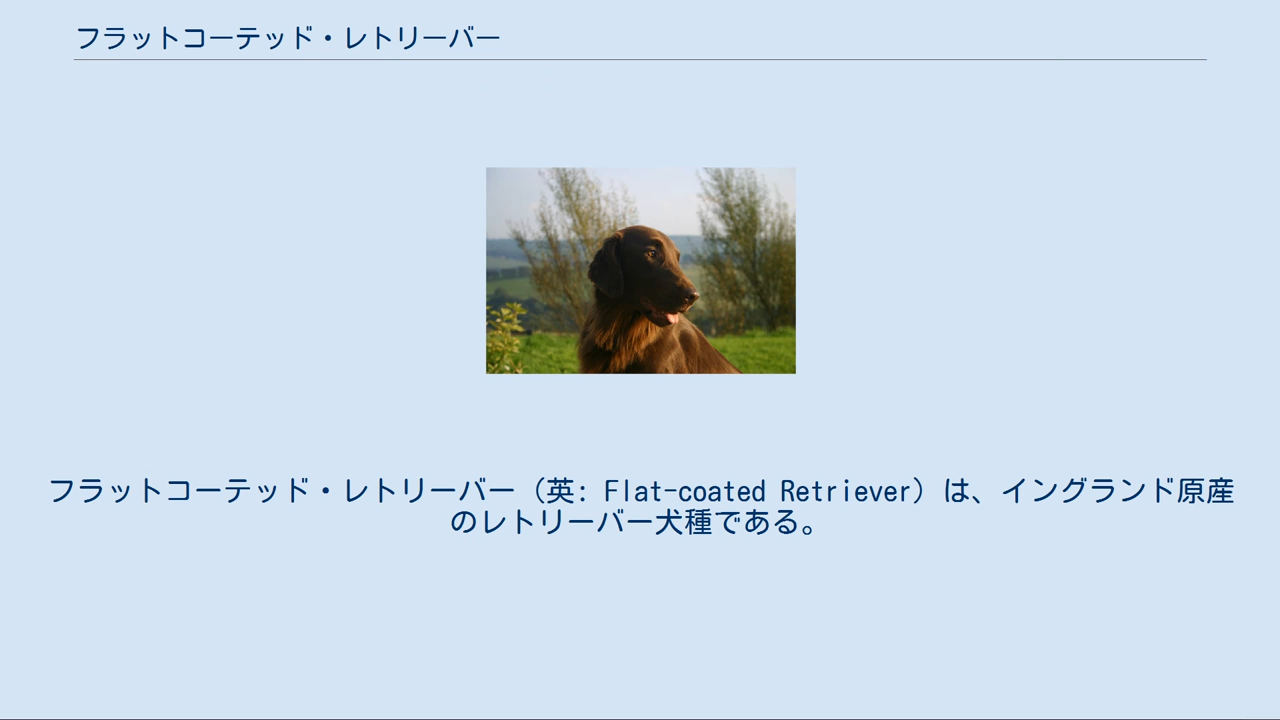 フラットコーテッド・レトリーバー
フラットコーテッド・レトリーバー（英: Flat-coated Retriever）は、イングランド原産
のレトリーバー犬種である。